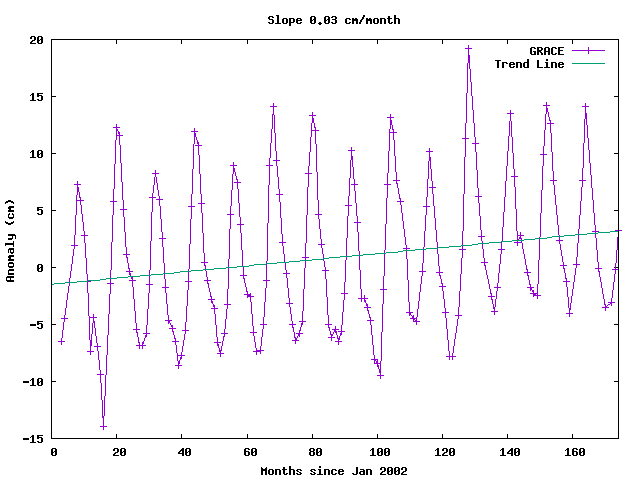 Slope 0.03 cm/month
GRACE
Trend Line
20
15
10
5
0
-5
-10
-15
Anomaly (cm)
0 20 40 60 80 100 120 140 160
Months since Jan 2002